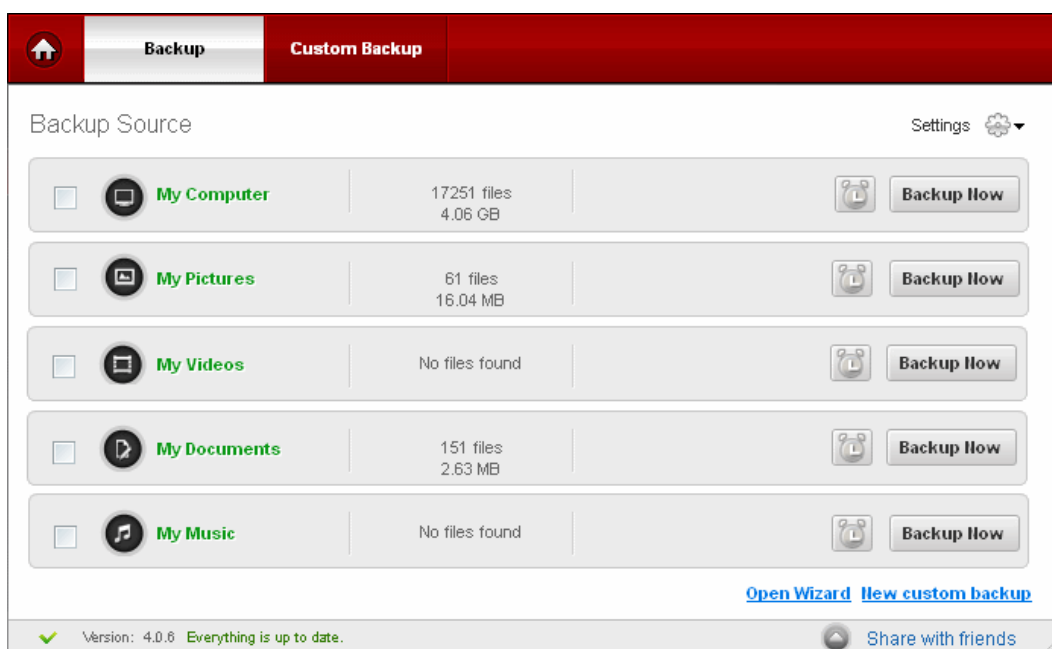 Backup Custom Backup
Backup Source Settings
My Computer 17251 files Backup Now
4.06 GB
My Pictures 61 files Backup Now
16.04 MB
My Videos No files found Backup Now
My Documents 151 files Backup Now
2.63 MB
My Music No files found Backup Now
Open Wizard New custom backup
Version: 4.0.6 Everything is up to date. Share with friends